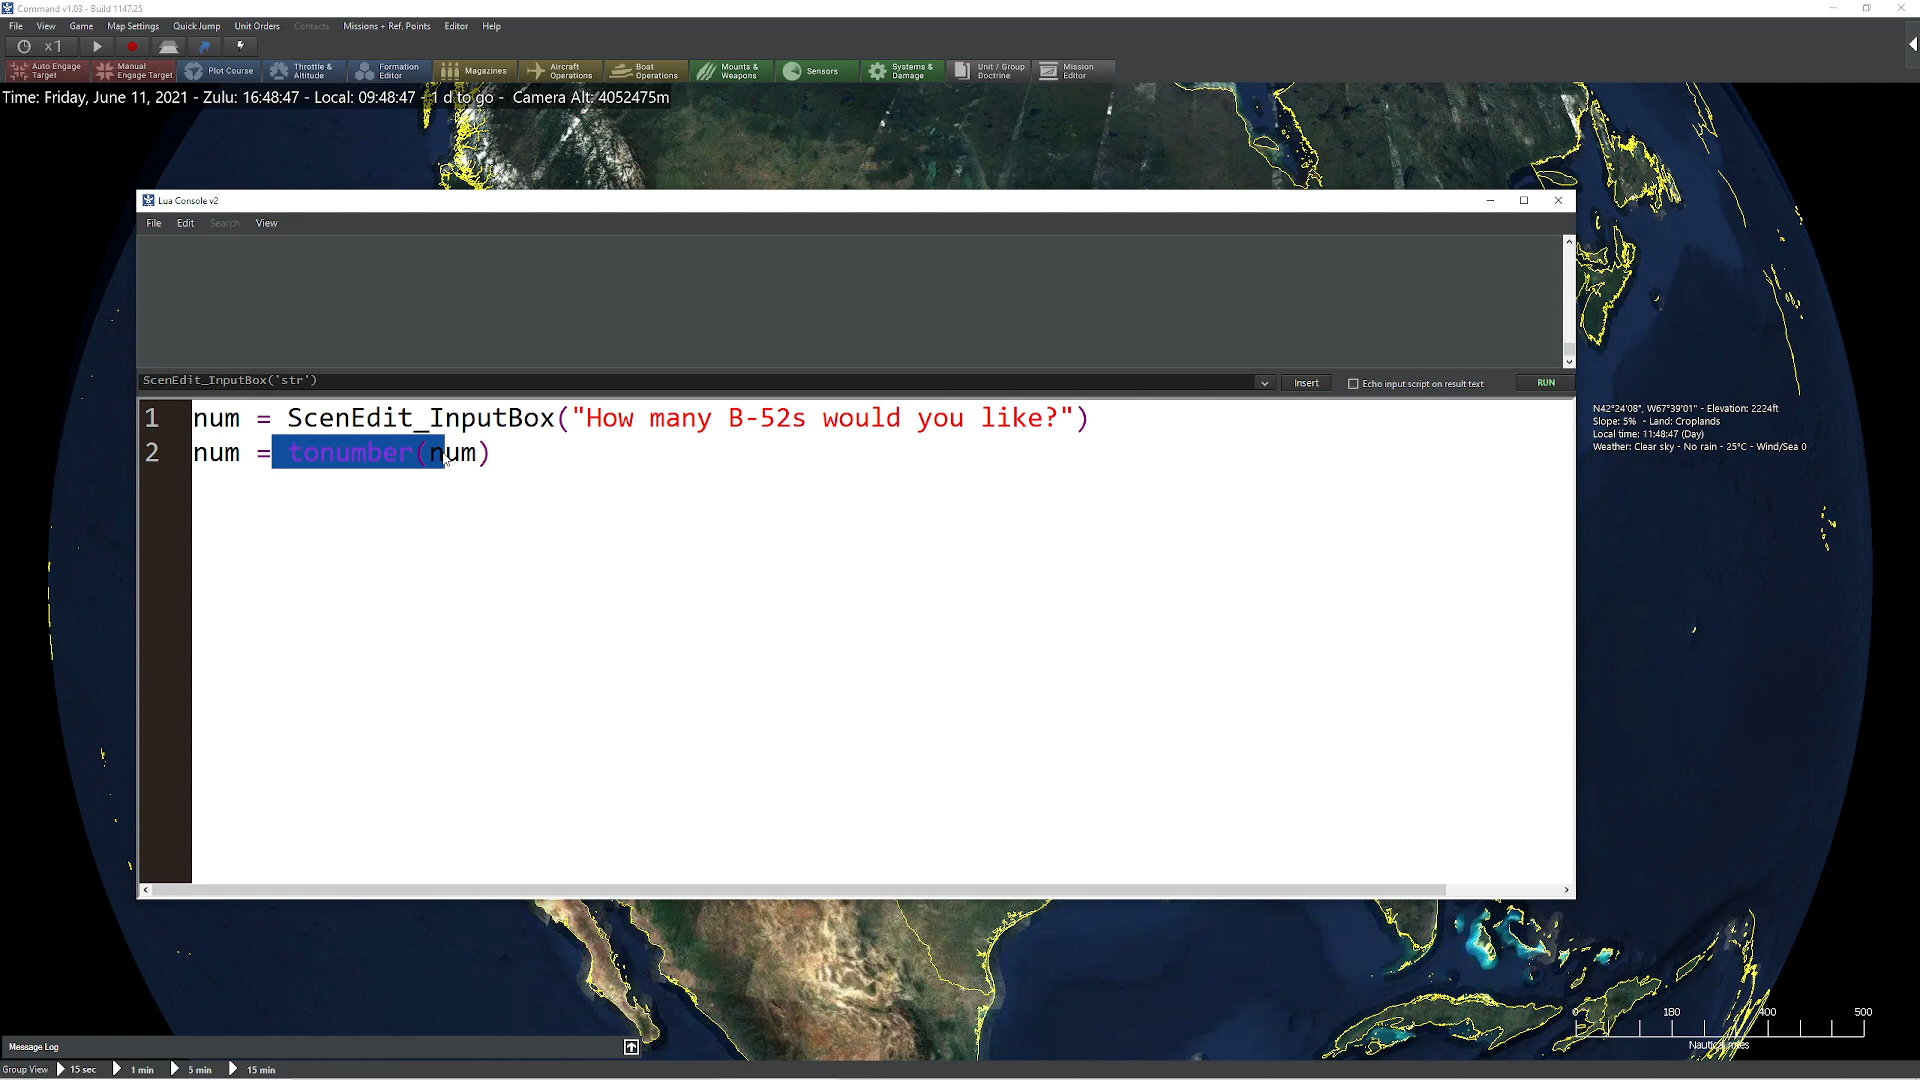 Command v1.03 - Build 1147.25
File View Game Map Settings Quick Jump Unit Orders Contacts Missions + Ref. Points Editor Help
x1
Auto Engage Target Manual Engage Target Plot Course Throttle & Altitude Formation Editor Magazines Aircraft Operations Boat Operations Mounts & Weapons Sensors Systems & Damage Unit / Group Doctrine Mission Editor
Time: Friday, June 11, 2021 - Zulu: 16:48:47 - Local: 09:48:47 - 1 d to go - Camera Alt: 4052475m
Lua Console v2
File Edit Search View
ScenEdit_InputBox('str') Insert Echo input script on result text RUN
1 num = ScenEdit_InputBox("How many B-52s would you like?")
2 num = tonumber(num)
N42°24'08", W67°39'01" - Elevation: 2224ft
Slope: 5% - Land: Croplands
Local time: 11:48:47 (Day)
Weather: Clear sky - No rain - 25°C - Wind/Sea 0
0 180 400 500
Nautical miles
Message Log
Group View 15 sec 1 min 5 min 15 min